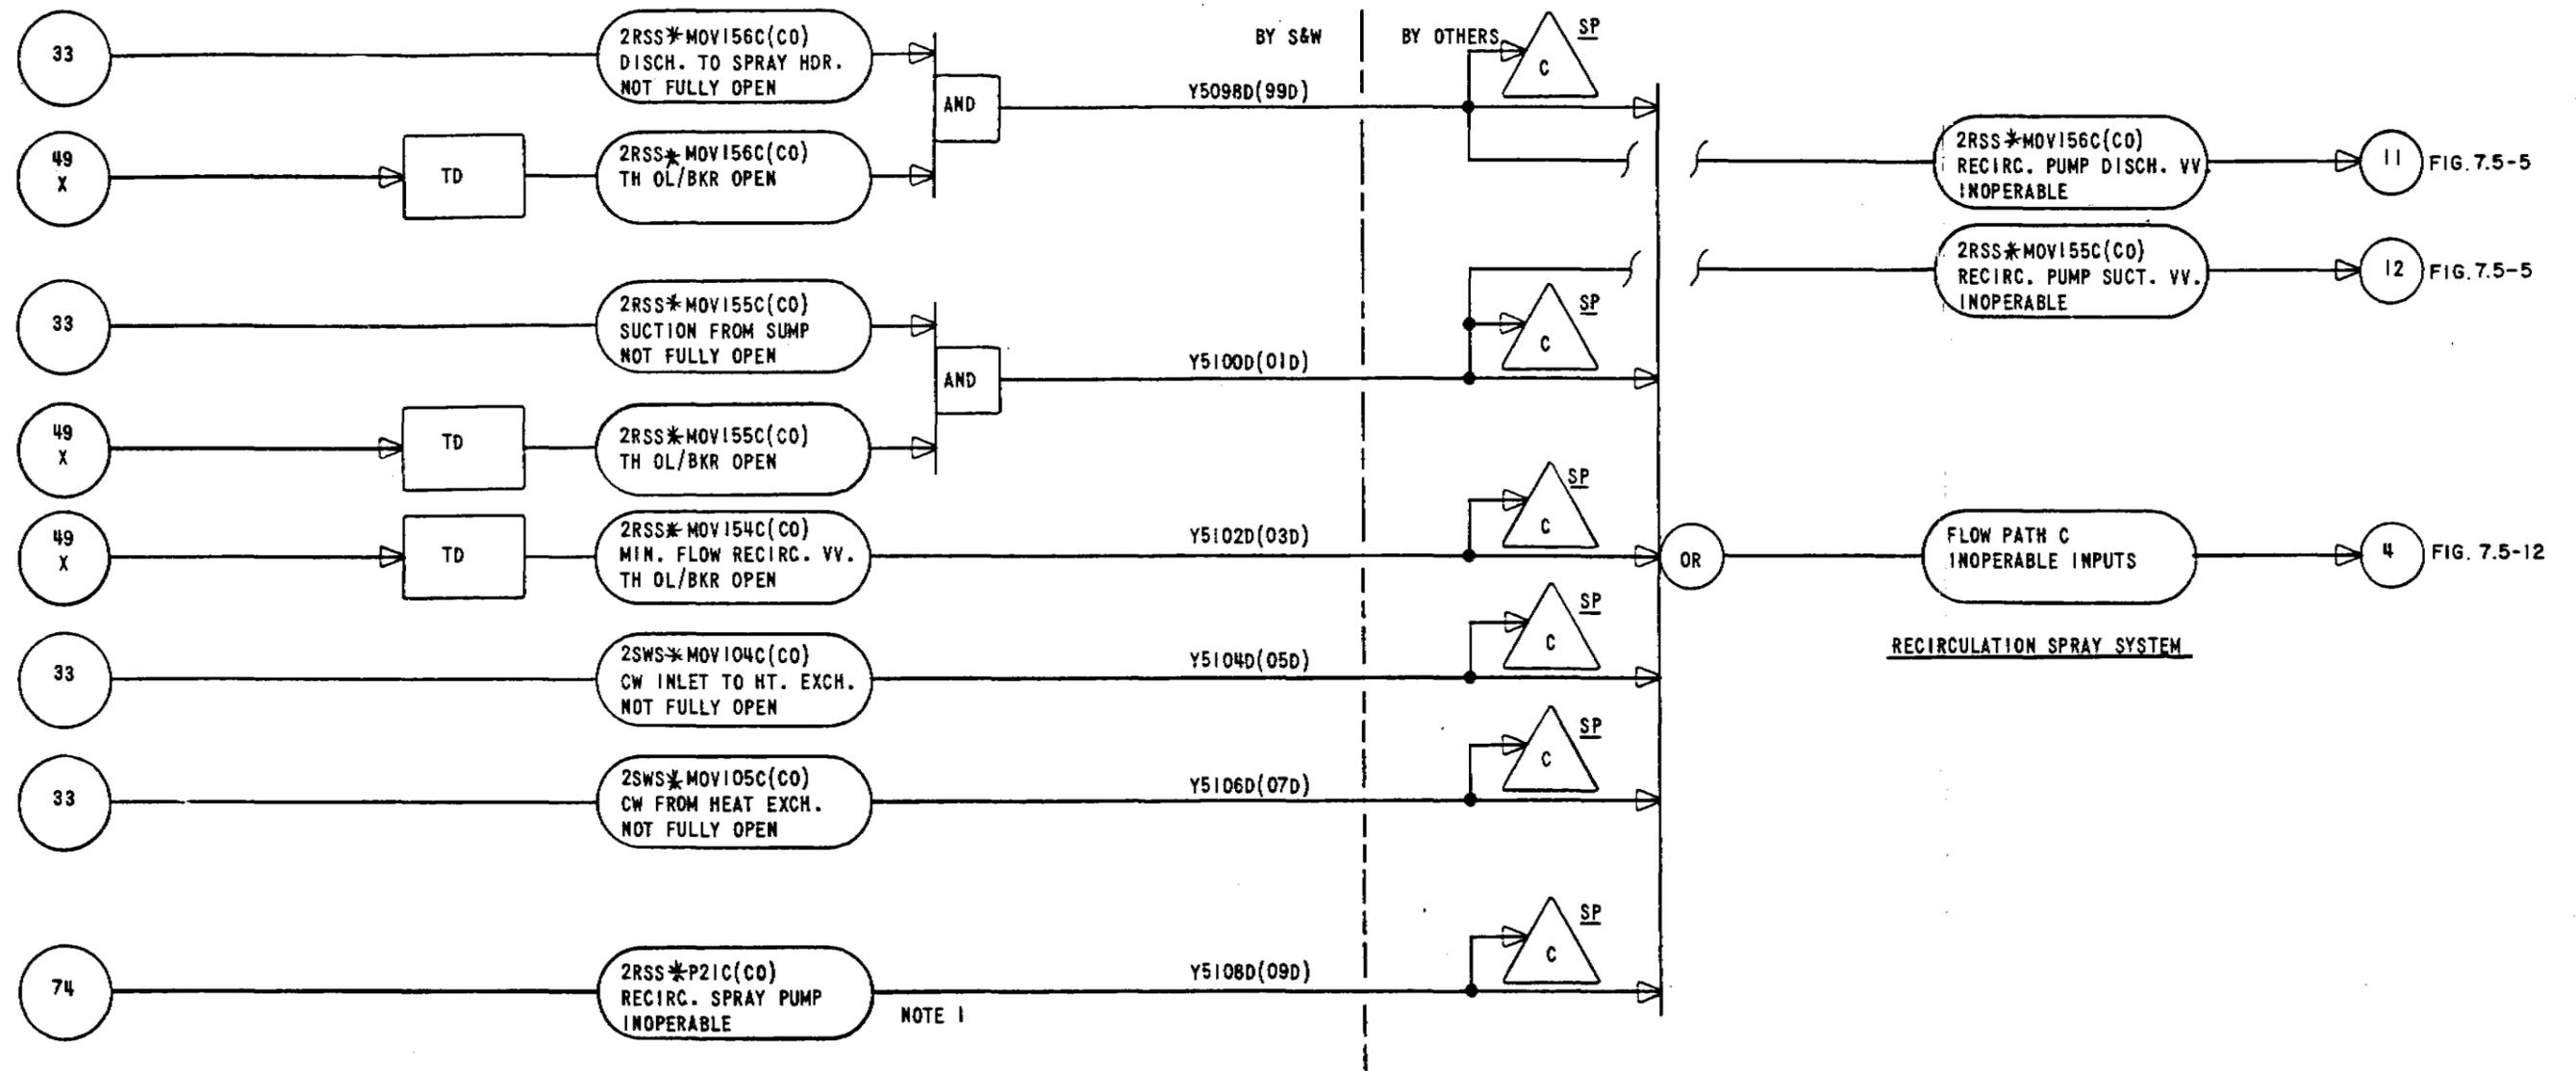 33
2RSS*MOV156C(CO)
DISCH. TO SPRAY HDR.
NOT FULLY OPEN
BY S&W
BY OTHERS
SP
C
AND
Y5098D(99D)
49
X
TD
2RSS*MOV156C(CO)
TH OL/BKR OPEN
2RSS*MOV156C(CO)
RECIRC. PUMP DISCH. VV.
INOPERABLE
11
FIG. 7.5-5
2RSS*MOV155C(CO)
RECIRC. PUMP SUCT. VV.
INOPERABLE
12
FIG. 7.5-5
33
2RSS*MOV155C(CO)
SUCTION FROM SUMP
NOT FULLY OPEN
SP
C
AND
Y5100D(01D)
49
X
TD
2RSS*MOV155C(CO)
TH OL/BKR OPEN
49
X
TD
2RSS*MOV154C(CO)
MIN. FLOW RECIRC. VV.
TH OL/BKR OPEN
Y5102D(03D)
SP
C
OR
FLOW PATH C
INOPERABLE INPUTS
4
FIG. 7.5-12
RECIRCULATION SPRAY SYSTEM
33
2SWS*MOV104C(CO)
CW INLET TO HT. EXCH.
NOT FULLY OPEN
Y5104D(05D)
SP
C
33
2SWS*MOV105C(CO)
CW FROM HEAT EXCH.
NOT FULLY OPEN
Y5106D(07D)
SP
C
74
2RSS*P21C(CO)
RECIRC. SPRAY PUMP
INOPERABLE
NOTE 1
Y5108D(09D)
SP
C